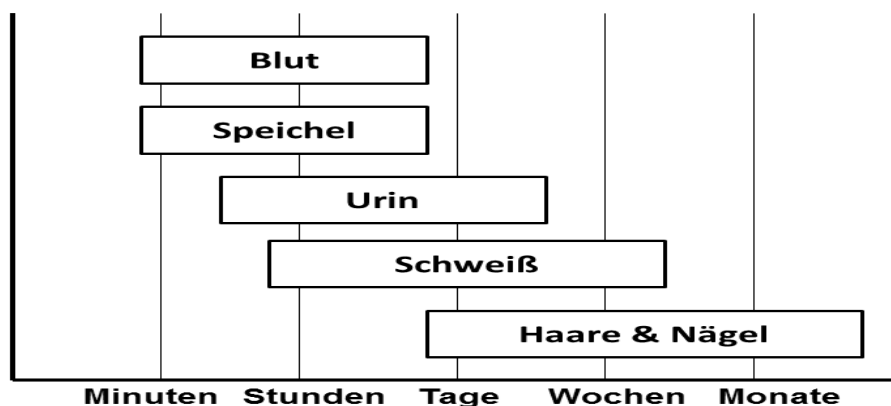 Blut
Speichel
Urin
Schweiß
Haare & Nägel
Minuten Stunden Tage Wochen Monate